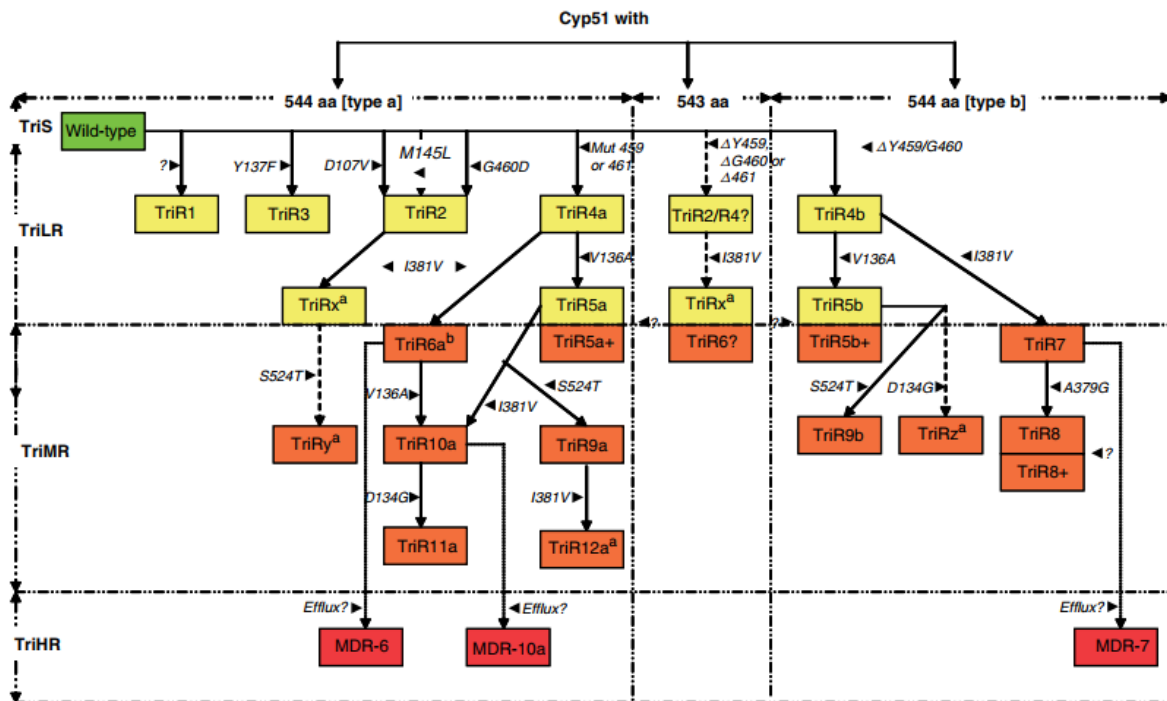 Cyp51 with
544 aa [type a]
543 aa
544 aa [type b]
TriS
Wild-type
?
Y137F
D107V
M145L
G460D
Mut 459
or 461
ΔY459,
ΔG460 or
Δ461
ΔY459/G460
TriLR
TriR1
TriR3
TriR2
TriR4a
TriR2/R4?
TriR4b
I381V
V136A
I381V
V136A
I381V
TriRxᵃ
TriR5a
TriRxᵃ
TriR5b
?
?
TriR6aᵇ
TriR5a+
TriR6?
TriR5b+
TriR7
S524T
V136A
I381V
S524T
S524T
D134G
A379G
TriMR
TriRyᵃ
TriR10a
TriR9a
TriR9b
TriRzᵃ
TriR8
TriR8+
?
D134G
I381V
TriR11a
TriR12aᵃ
TriHR
Efflux?
Efflux?
Efflux?
MDR-6
MDR-10a
MDR-7